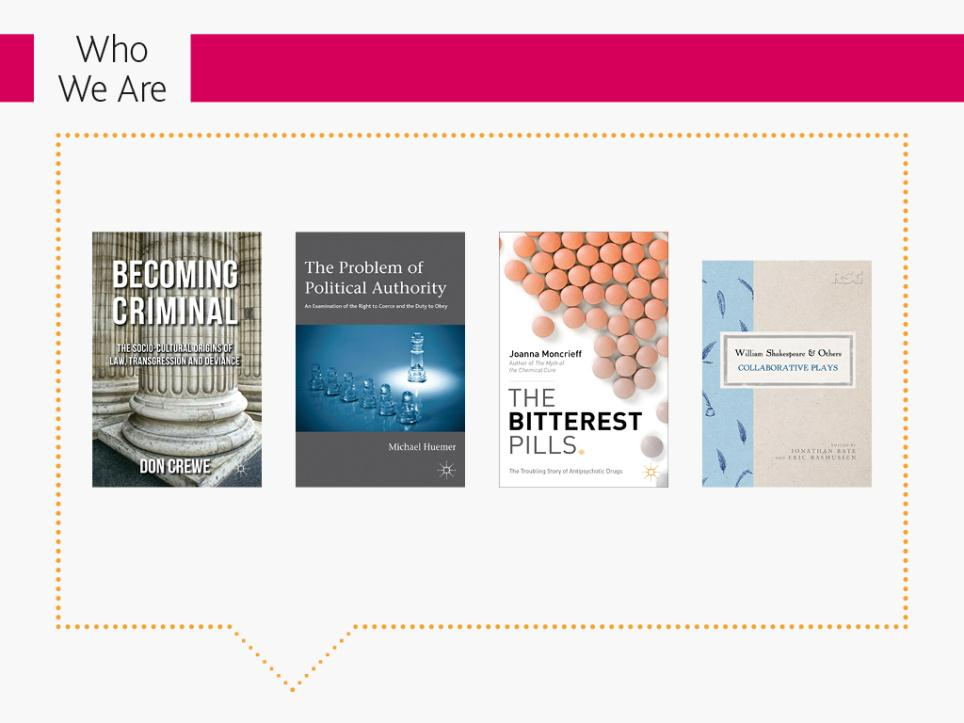 Who
We Are
BECOMING
CRIMINAL
THE SOCIO-CULTURAL ORIGINS OF
LAW, TRANSGRESSION AND DEVIANCE
DON CREWE
The Problem of
Political Authority
An Examination of the Right to Coerce and the Duty to Obey
Michael Huemer
Joanna Moncrieff
Author of The Myth of
the Chemical Cure
THE
BITTEREST
PILLS.
The Troubling Story of Antipsychotic Drugs
RSC
William Shakespeare & Others
COLLABORATIVE PLAYS
EDITED BY
JONATHAN BATE
AND ERIC RASMUSSEN